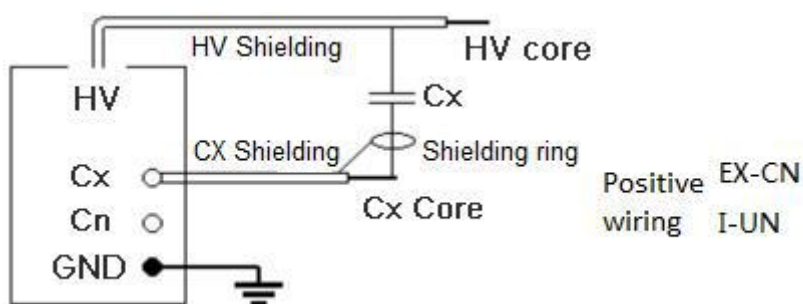 HV Shielding
HV core
HV
Cx
CX Shielding
Shielding ring
Cx
Cx Core
Cn
GND
Positive wiring
EX-CN
I-UN